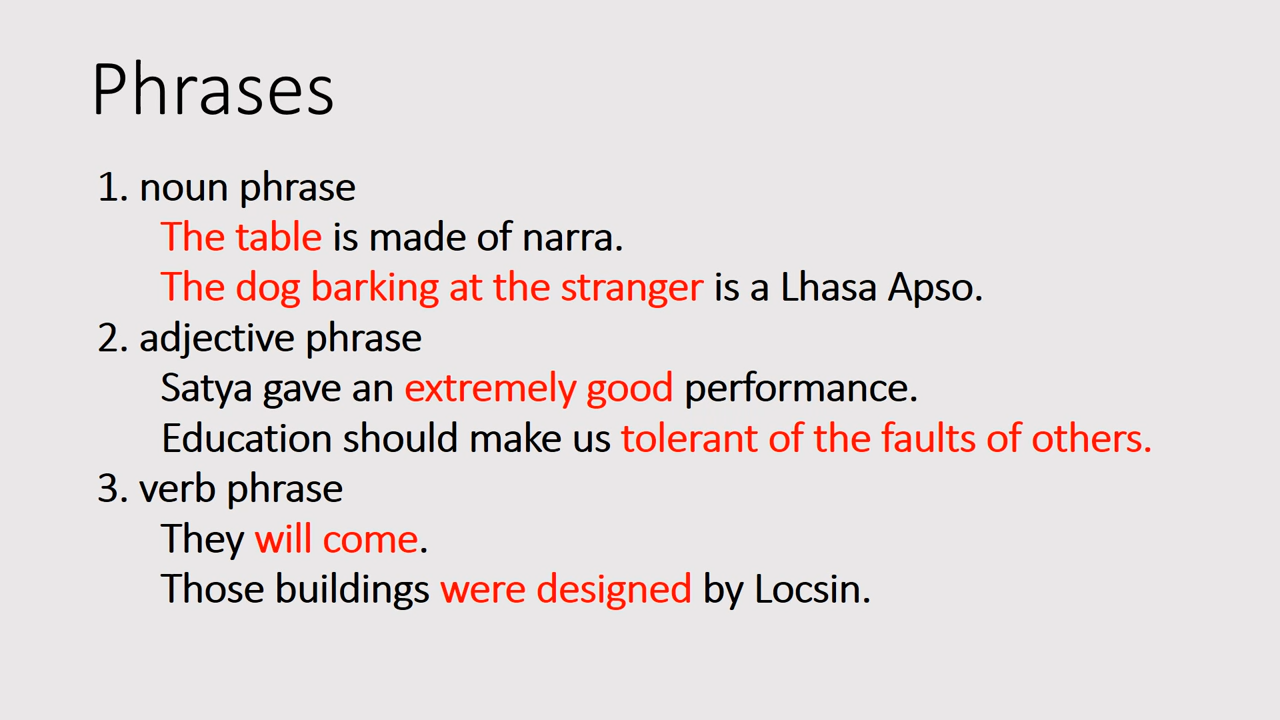 Phrases
1. noun phrase
The table is made of narra.
The dog barking at the stranger is a Lhasa Apso.
2. adjective phrase
Satya gave an extremely good performance.
Education should make us tolerant of the faults of others.
3. verb phrase
They will come.
Those buildings were designed by Locsin.